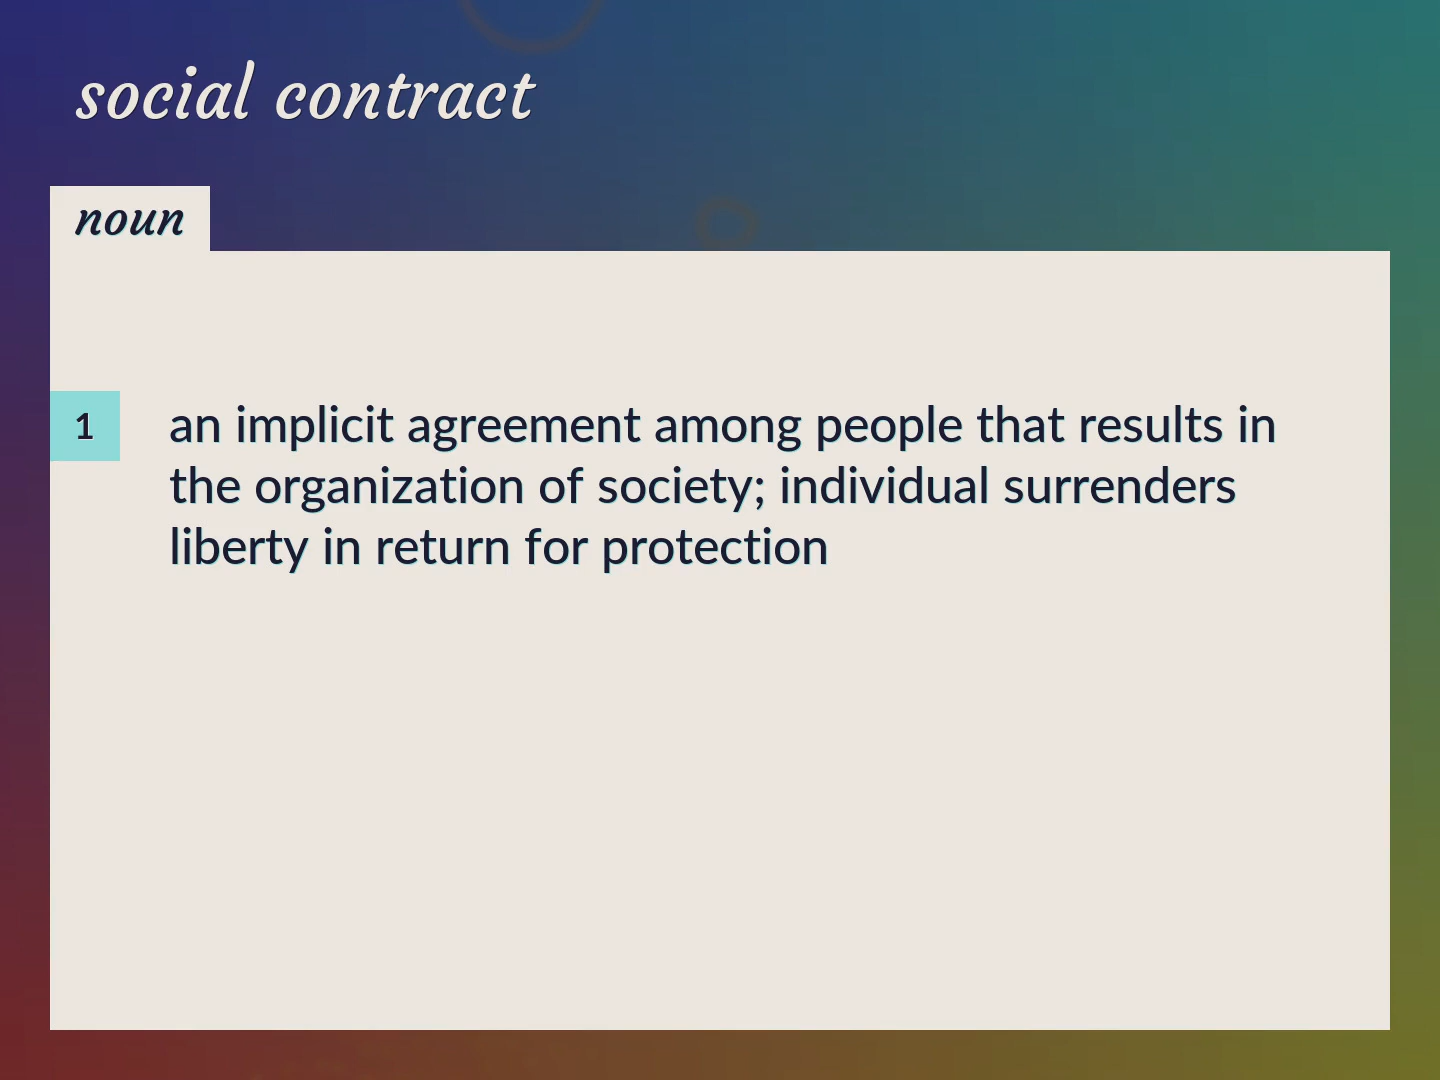 social contract
noun
1
an implicit agreement among people that results in
the organization of society; individual surrenders
liberty in return for protection